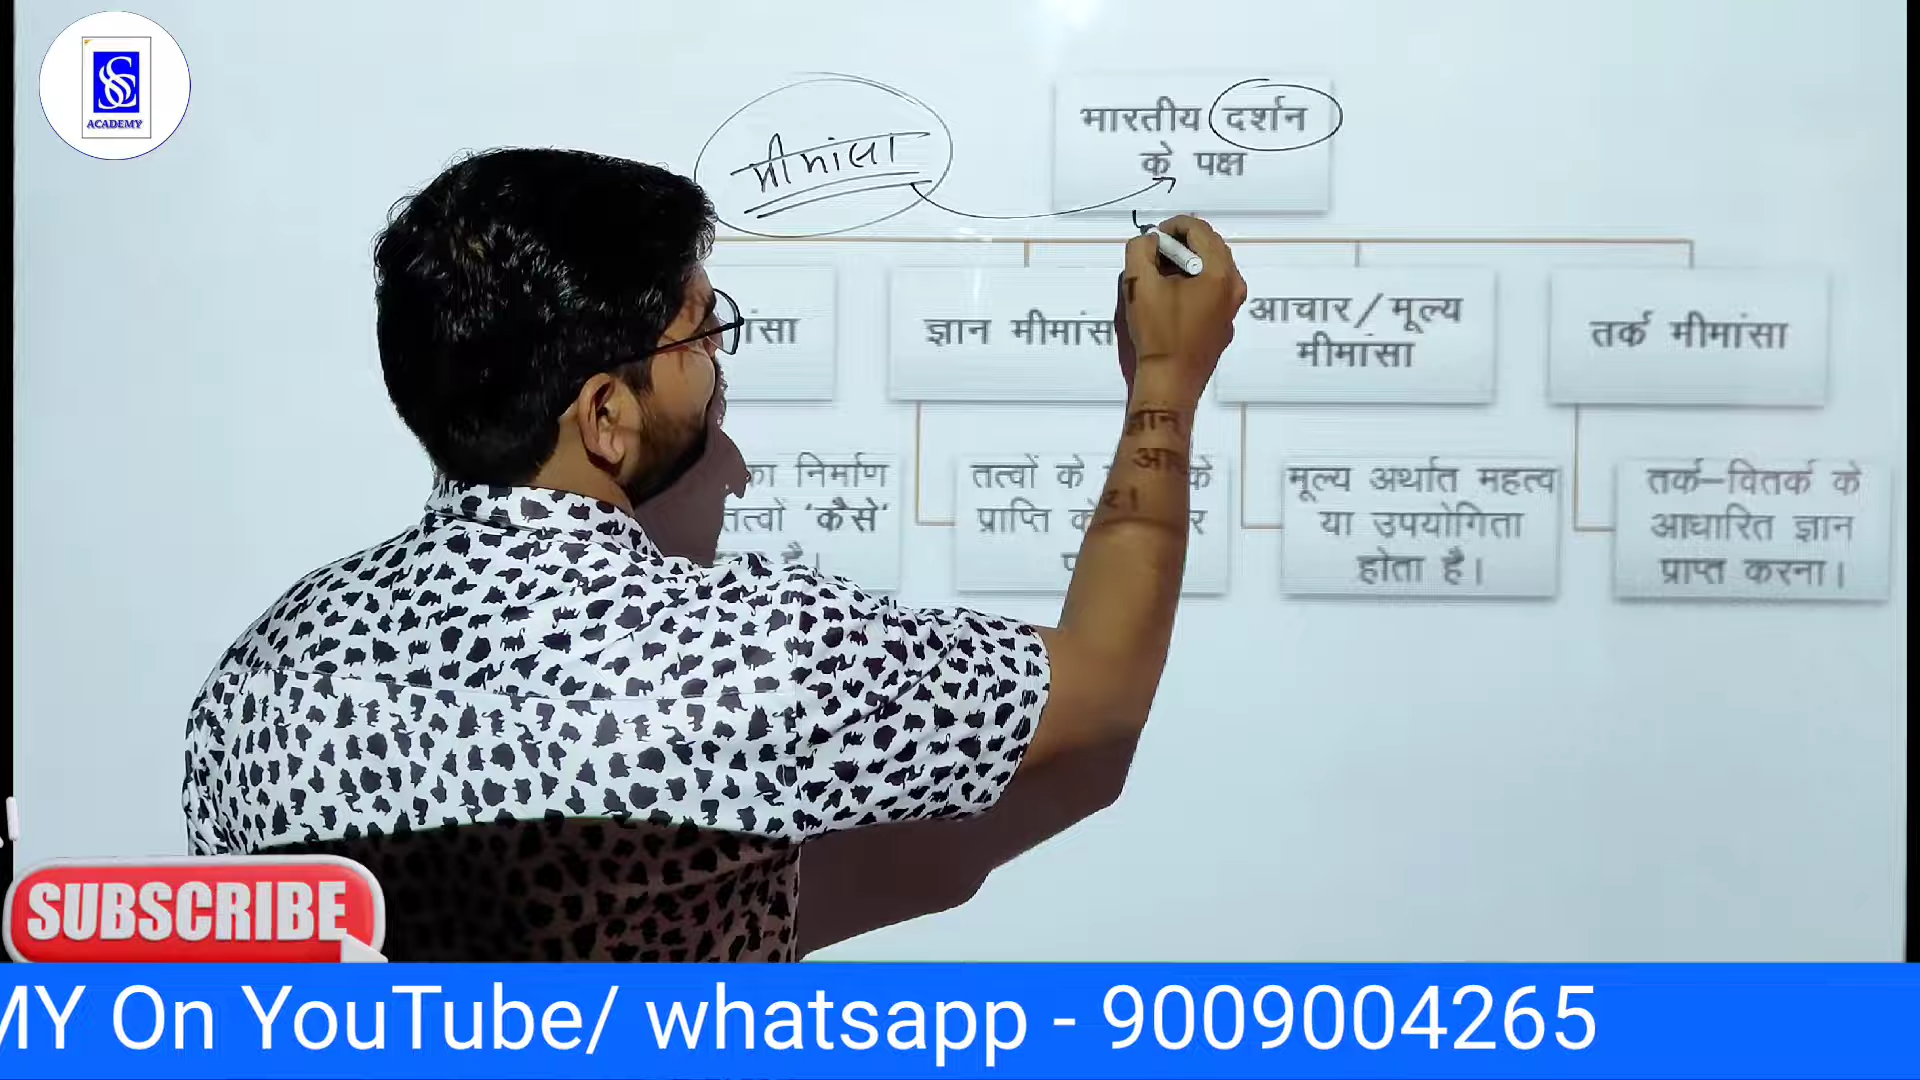 ACADEMY
मीमांसा
भारतीय दर्शन
के पक्ष
ज्ञान
आचार/मूल्य
मीमांसा
तर्क मीमांसा
का निर्माण
तत्वों 'कैसे'
है।
तत्वों के
प्राप्ति
मूल्य अर्थात महत्व
या उपयोगिता
होता है।
तर्क–वितर्क के
आधारित ज्ञान
प्राप्त करना।
SUBSCRIBE
On YouTube/ whatsapp - 9009004265